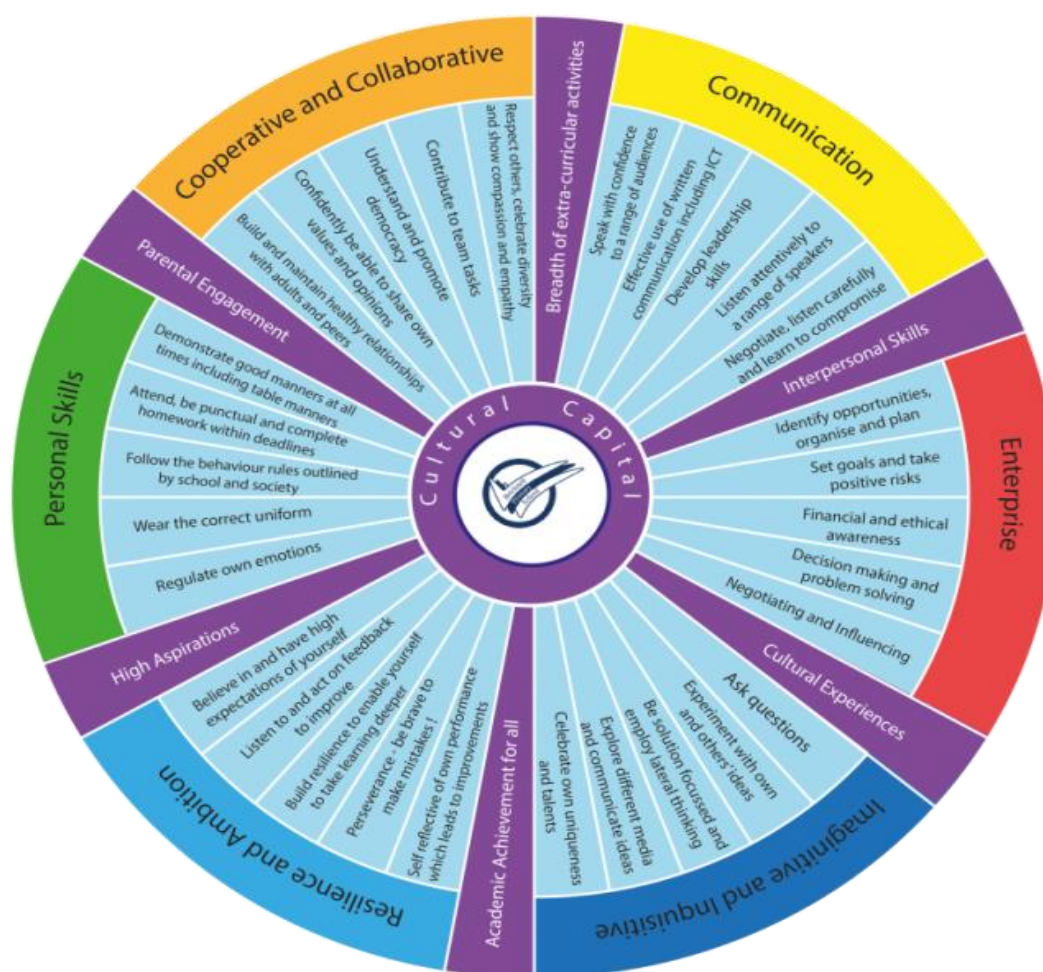 Cultural Capital
Breadth of extra-curricular activities
Communication
Speak with confidence
to a range of audiences
Effective use of written
communication including ICT
Develop leadership
skills
Listen attentively to
a range of speakers
Negotiate, listen carefully
and learn to compromise
Interpersonal Skills
Enterprise
Identify opportunities,
organise and plan
Set goals and take
positive risks
Financial and ethical
awareness
Decision making and
problem solving
Negotiating and Influencing
Cultural Experiences
Imaginitive and Inquisitive
Ask questions
Experiment with own
and others' ideas
Be solution focussed and
employ lateral thinking
Explore different media
and communicate ideas
Celebrate own uniqueness
and talents
Academic Achievement for all
Resilience and Ambition
Self reflective of own performance
which leads to improvements
Perseverance - be brave to
make mistakes !
Build resilience to enable yourself
to take learning deeper
Listen to and act on feedback
to improve
Believe in and have high
expectations of yourself
High Aspirations
Personal Skills
Regulate own emotions
Wear the correct uniform
Follow the behaviour rules outlined
by school and society
Attend, be punctual and complete
homework within deadlines
Demonstrate good manners at all
times including table manners
Parental Engagement
Cooperative and Collaborative
Build and maintain healthy relationships
with adults and peers
Confidently be able to share own
values and opinions
Understand and promote
democracy
Contribute to team tasks
Respect others, celebrate diversity
and show compassion and empathy